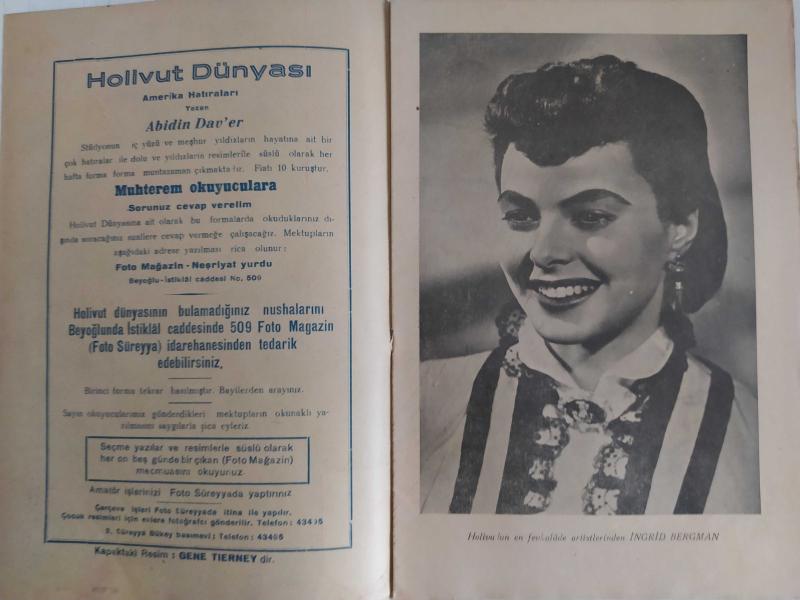 Holivut Dünyası
Amerika Hatıraları
Yazan
Abidin Dav'er
Stüdyonun iç yüzü ve meşhur yıldızların hayatına ait bir
çok hatıralar ile dolu ve yıldızların resimlerile süslü olarak her
hafta forma forma muntazaman çıkmaktadır. Fiatı 10 kuruştur.
Muhterem okuyuculara
Sorunuz cevap verelim
Holivut Dünyasına ait olarak bu formalarda okuduklarınız dı-
şında soracağınız suallere cevap vermeğe çalışacağız. Mektupların
aşağıdaki adrese yazılması rica olunur:
Foto Mağazin - Neşriyat yurdu
Beyoğlu-İstiklâl caddesi No. 509
Holivut dünyasının bulamadığınız nushalarını
Beyoğlunda İstiklâl caddesinde 509 Foto Magazin
(Foto Süreyya) idarehanesinden tedarik
edebilirsiniz.
Birinci forma tekrar basılmıştır. Bayilerden arayınız.
Sayın okuyucularımız gönderdikleri mektupların okunaklı ya-
zılmasını saygılarla rica eyleriz.
Seçme yazılar ve resimlerle süslü olarak
her on beş günde bir çıkan (Foto Mağazin)
mecmuasını okuyunuz
Amatör işlerinizi Foto Süreyyada yaptırınız
Çerçeve işleri Foto Süreyyada itina ile yapılır.
Çocuk resimleri için evlere fotoğrafcı gönderilir. Telefon:
S. Süreyya Bükey basımevi; Telefon:
Kapaktaki Resim : GENE TIERNEY dir.
en fevkalâde artistlerinden İNGRİD BERGMAN